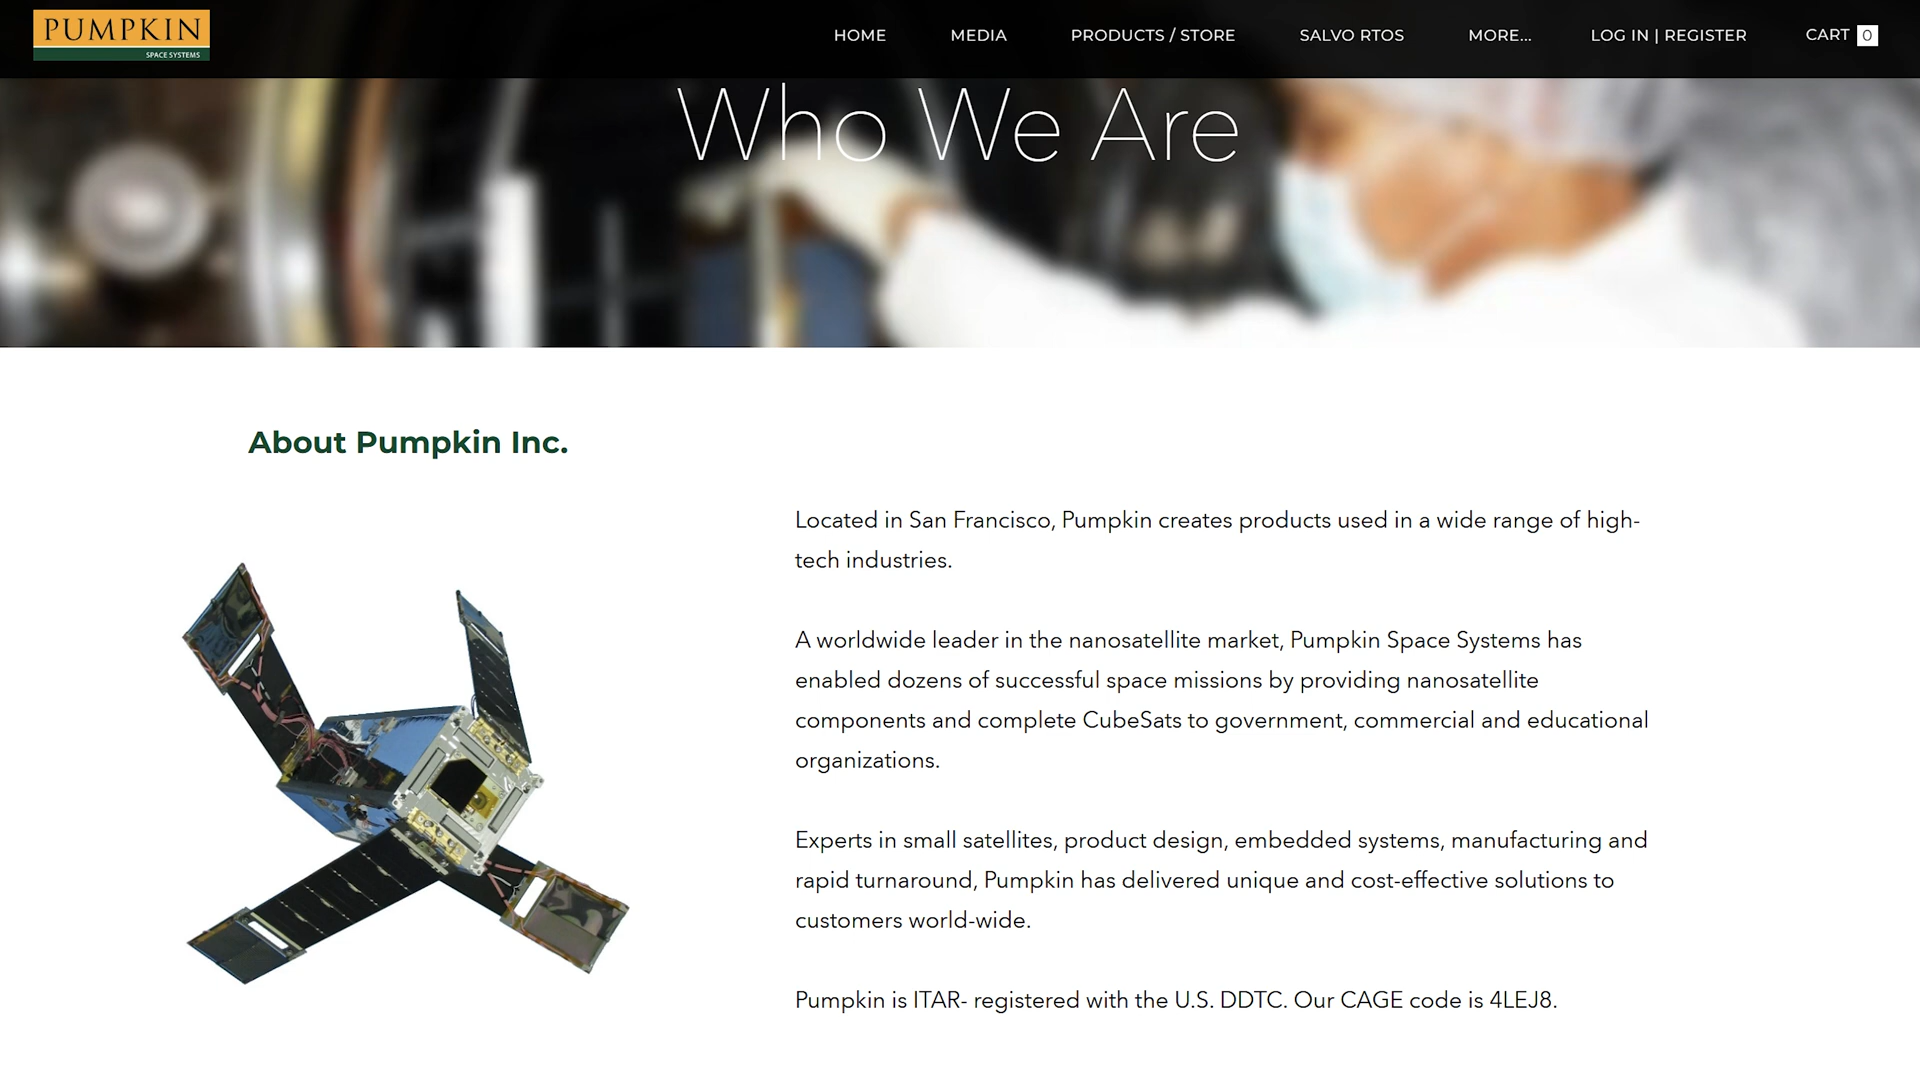 PUMPKIN
SPACE SYSTEMS
HOME MEDIA PRODUCTS / STORE SALVO RTOS MORE... LOG IN | REGISTER CART 0
Who We Are
About Pumpkin Inc.
Located in San Francisco, Pumpkin creates products used in a wide range of high-
tech industries.
A worldwide leader in the nanosatellite market, Pumpkin Space Systems has
enabled dozens of successful space missions by providing nanosatellite
components and complete CubeSats to government, commercial and educational
organizations.
Experts in small satellites, product design, embedded systems, manufacturing and
rapid turnaround, Pumpkin has delivered unique and cost-effective solutions to
customers world-wide.
Pumpkin is ITAR- registered with the U.S. DDTC. Our CAGE code is 4LEJ8.